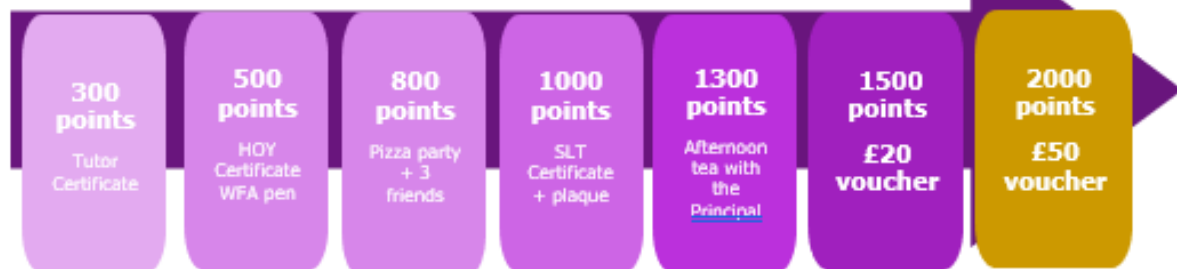 300
points
Tutor
Certificate
500
points
HOY
Certificate
WFA pen
800
points
Pizza party
+ 3
friends
1000
points
SLT
Certificate
+ plaque
1300
points
Afternoon
tea with
the
Principal
1500
points
£20
voucher
2000
points
£50
voucher